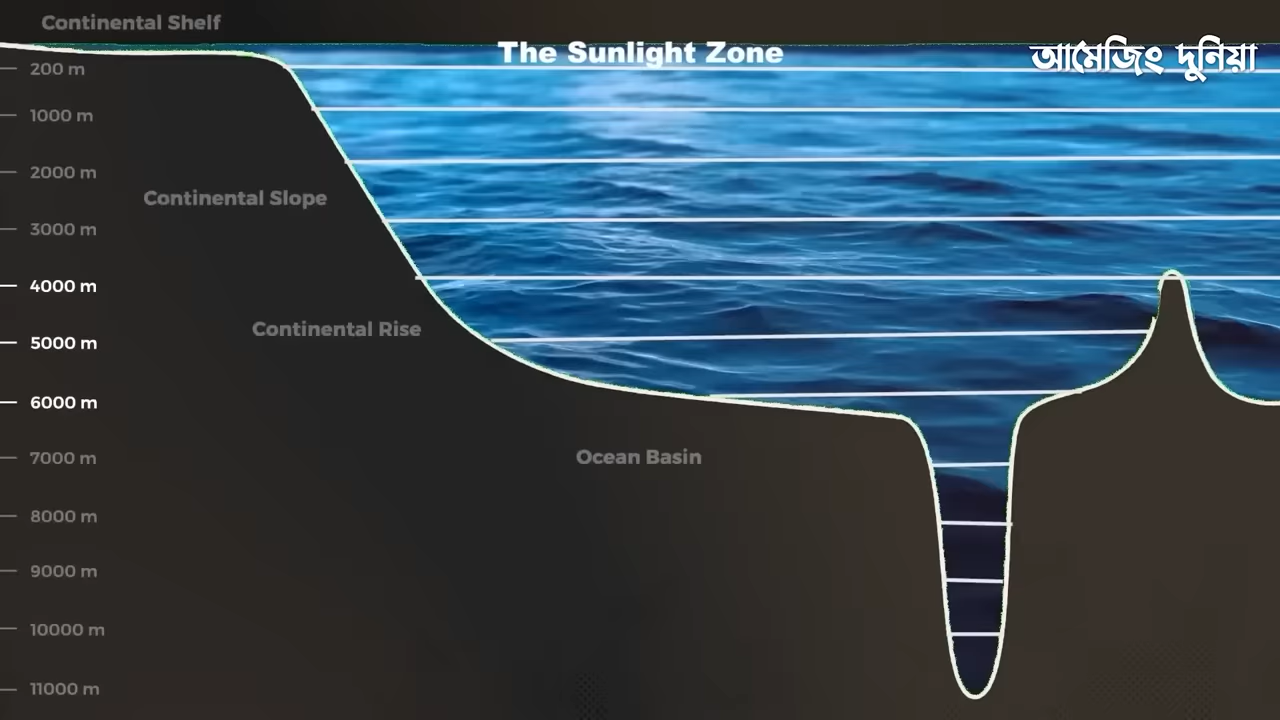 Continental Shelf
The Sunlight Zone
আমেজিং দুনিয়া
200 m
1000 m
2000 m
Continental Slope
3000 m
4000 m
Continental Rise
5000 m
6000 m
Ocean Basin
7000 m
8000 m
9000 m
10000 m
11000 m